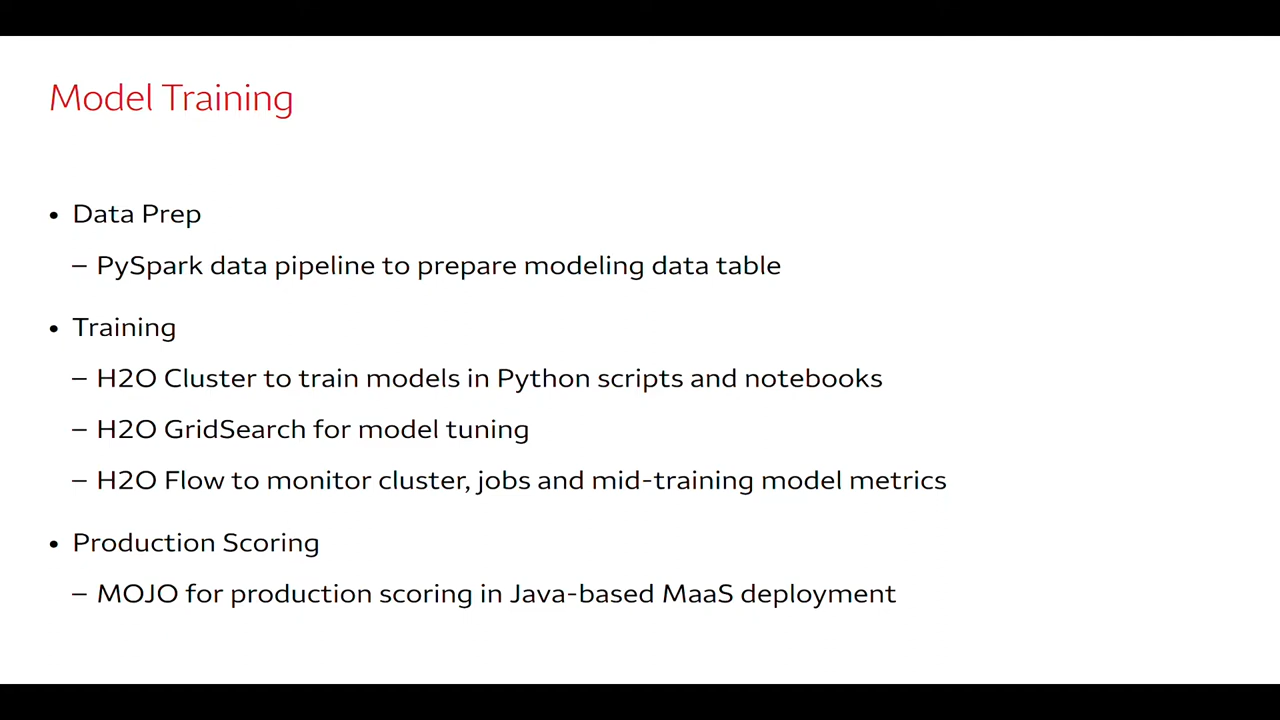 Model Training
• Data Prep
– PySpark data pipeline to prepare modeling data table
• Training
– H2O Cluster to train models in Python scripts and notebooks
– H2O GridSearch for model tuning
– H2O Flow to monitor cluster, jobs and mid-training model metrics
• Production Scoring
– MOJO for production scoring in Java-based MaaS deployment